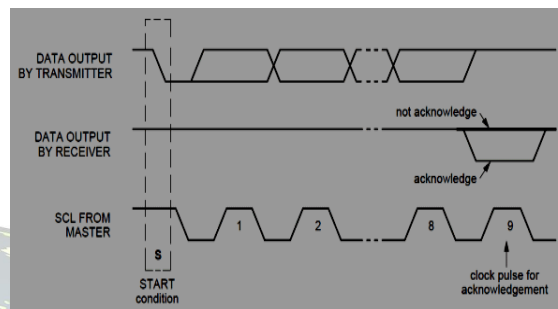 DATA OUTPUT
BY TRANSMITTER
not acknowledge
DATA OUTPUT
BY RECEIVER
acknowledge
SCL FROM
MASTER
1
2
8
9
S
START
condition
clock pulse for
acknowledgement